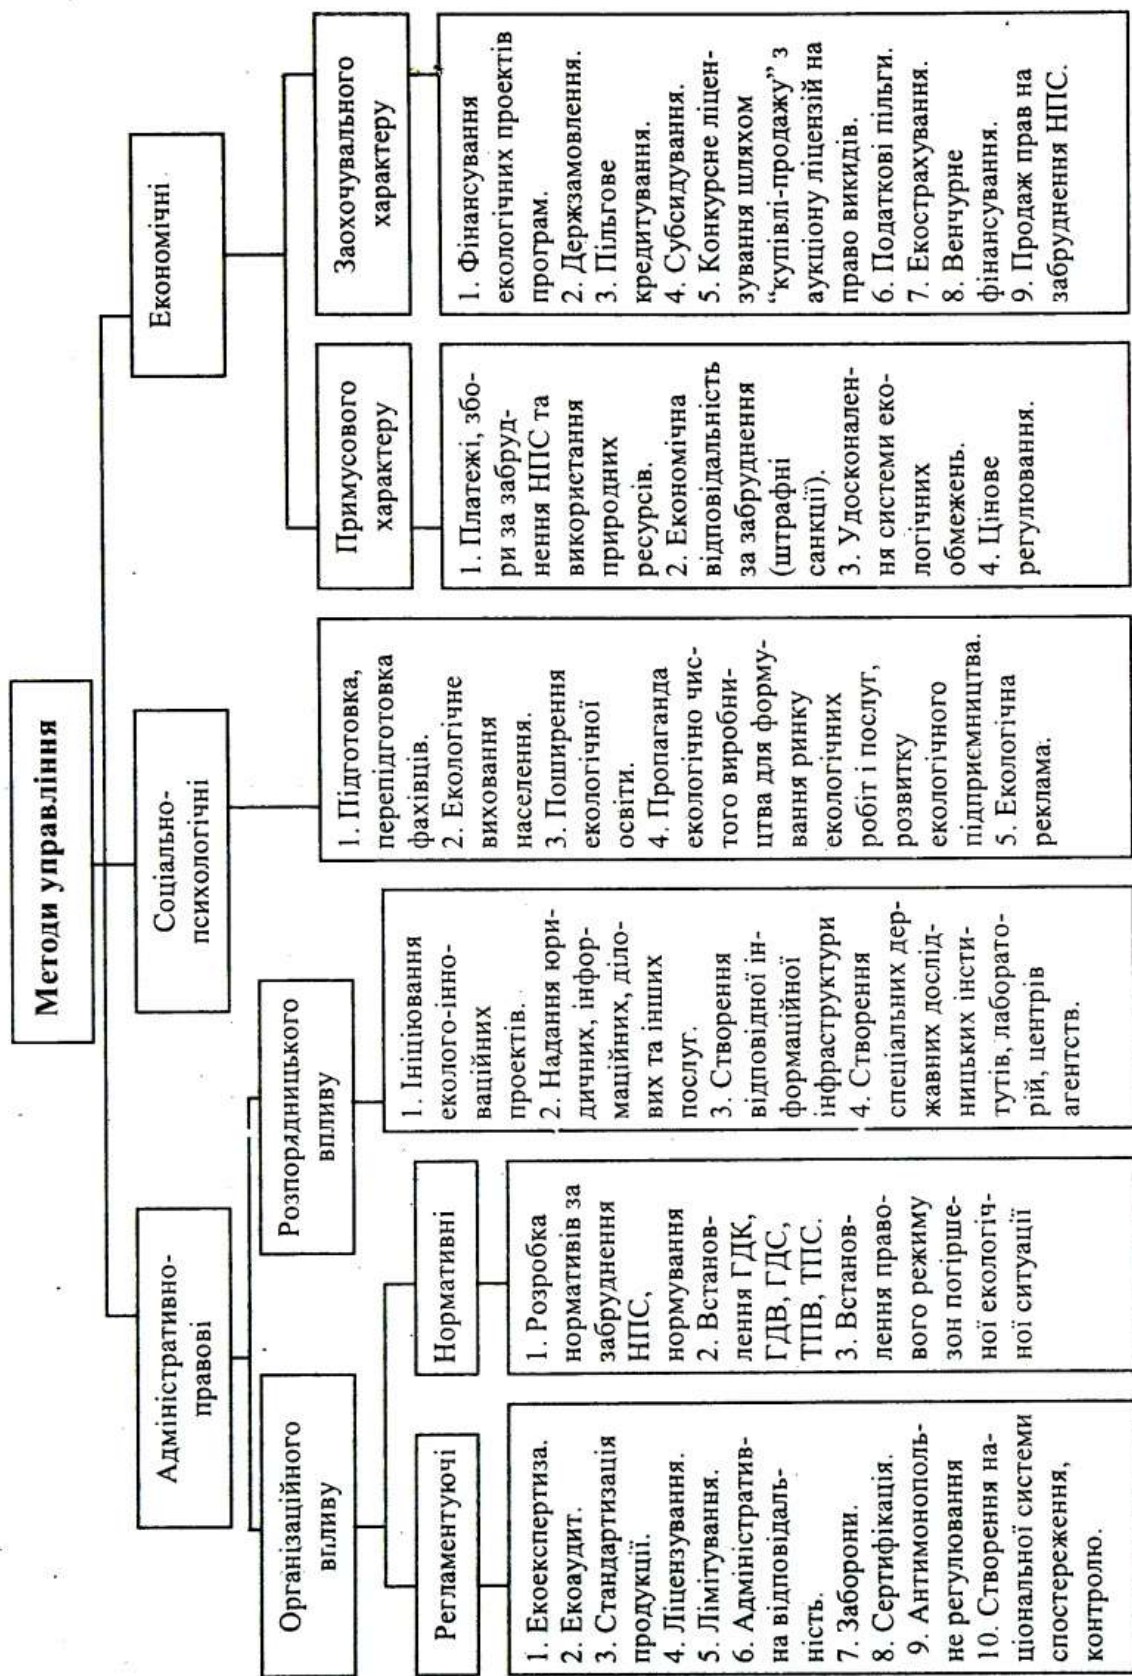 Методи управління
Адміністративно-
правові
Соціально-
психологічні
Економічні
Організаційного
впливу
Розпорядницького
впливу
Примусового
характеру
Заохочувального
характеру
Регламентуючі
Нормативні
1. Екоекспертиза.
2. Екоаудит.
3. Стандартизація
продукції.
4. Ліцензування.
5. Лімітування.
6. Адміністратив-
на відповідаль-
ність.
7. Заборони.
8. Сертифікація.
9. Антимонополь-
не регулювання
10. Створення на-
ціональної системи
спостереження,
контролю.
1. Розробка
нормативів за
забруднення
НПС,
нормування
2. Встанов-
лення ГДК,
ГДВ, ГДС,
ТПВ, ТПС.
3. Встанов-
лення право-
вого режиму
зон погірше-
ної екологіч-
ної ситуації
1. Ініціювання
еколого-інно-
ваційних
проектів.
2. Надання юри-
дичних, інфор-
маційних, діло-
вих та інших
послуг.
3. Створення
відповідної ін-
формаційної
інфраструктури
4. Створення
спеціальних дер-
жавних дослід-
ницьких інсти-
тутів, лаборато-
рій, центрів
агентств.
1. Підготовка,
перепідготовка
фахівців.
2. Екологічне
виховання
населення.
3. Поширення
екологічної
освіти.
4. Пропаганда
екологічно чис-
того виробни-
цтва для форму-
вання ринку
екологічних
робіт і послуг,
розвитку
екологічного
підприємництва.
5. Екологічна
реклама.
1. Платежі, збо-
ри за забруд-
нення НПС та
використання
природних
ресурсів.
2. Економічна
відповідальність
за забруднення
(штрафні
санкції).
3. Удосконален-
ня системи еко-
логічних
обмежень.
4. Цінове
регулювання.
1. Фінансування
екологічних проектів
програм.
2. Держзамовлення.
3. Пільгове
кредитування.
4. Субсидування.
5. Конкурсне ліцен-
зування шляхом
“купівлі-продажу” з
аукціону ліцензій на
право викидів.
6. Податкові пільги.
7. Екострахування.
8. Венчурне
фінансування.
9. Продаж прав на
забруднення НПС.